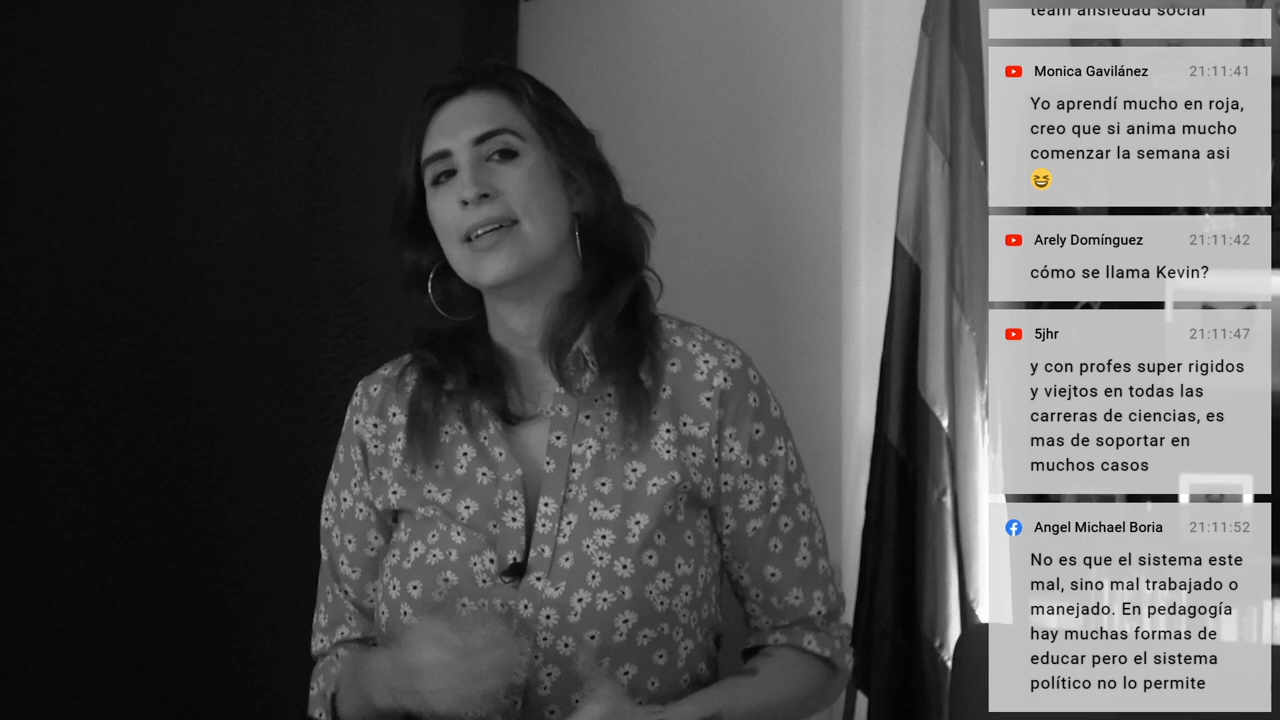 team ansiedad social
Monica Gavilánez 21:11:41
Yo aprendí mucho en roja,
creo que si anima mucho
comenzar la semana asi
😆
Arely Domínguez 21:11:42
cómo se llama Kevin?
5jhr 21:11:47
y con profes super rigidos
y viejtos en todas las
carreras de ciencias, es
mas de soportar en
muchos casos
Angel Michael Boria 21:11:52
No es que el sistema este
mal, sino mal trabajado o
manejado. En pedagogía
hay muchas formas de
educar pero el sistema
político no lo permite